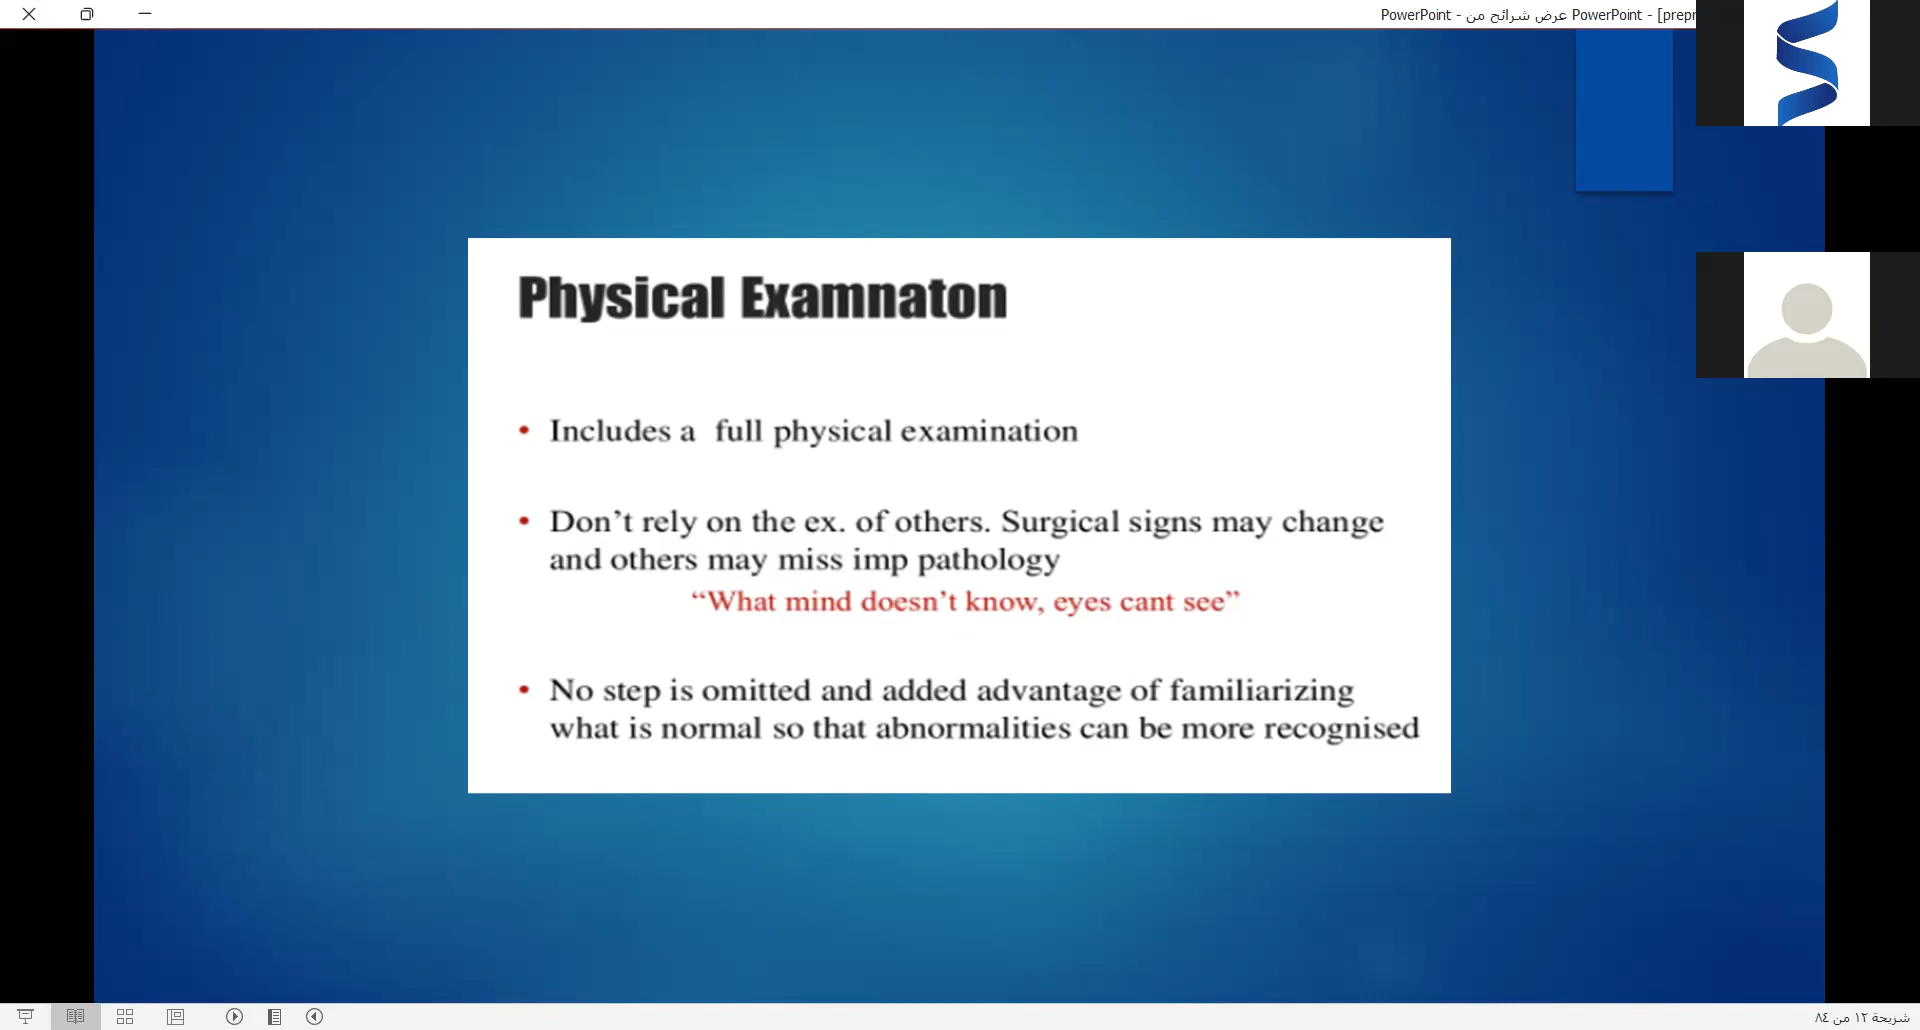 PowerPoint - عرض شرائح من PowerPoint - [prepr
Physical Examnaton
• Includes a full physical examination
• Don’t rely on the ex. of others. Surgical signs may change
and others may miss imp pathology
“What mind doesn’t know, eyes cant see”
• No step is omitted and added advantage of familiarizing
what is normal so that abnormalities can be more recognised
شريحة ١٢ من ٨٤